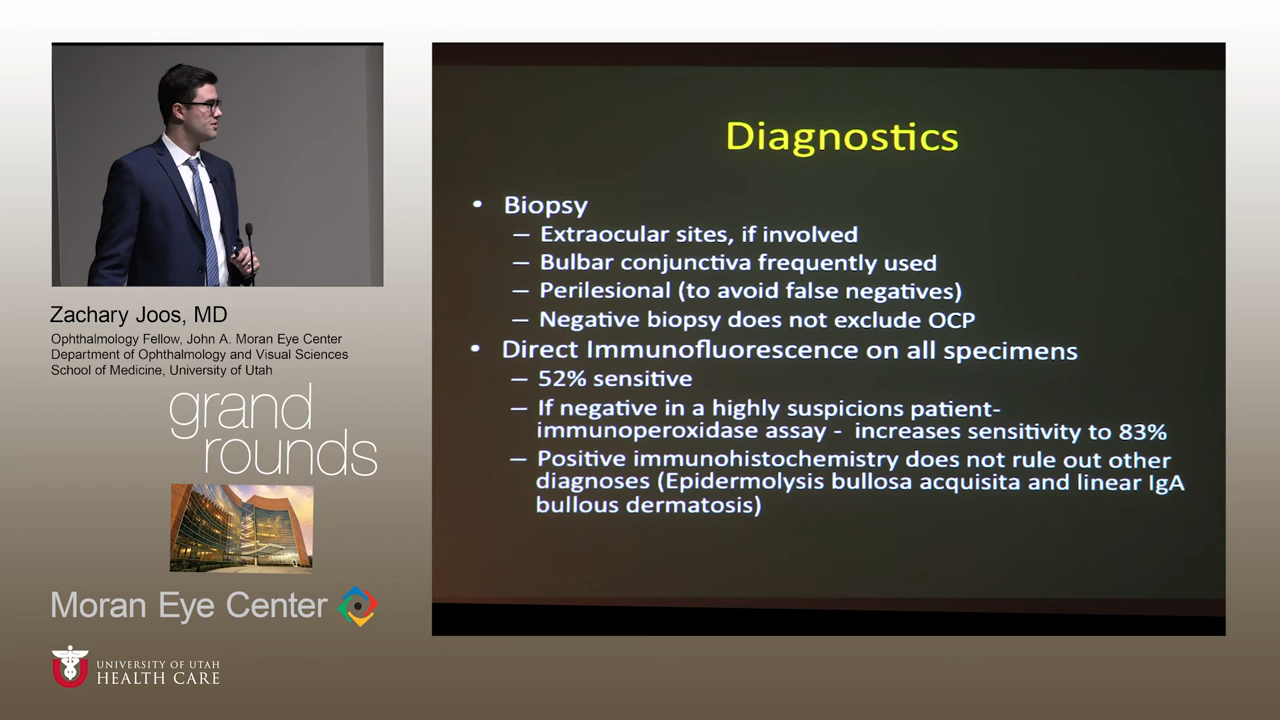 Zachary Joos, MD
Ophthalmology Fellow, John A. Moran Eye Center
Department of Ophthalmology and Visual Sciences
School of Medicine, University of Utah
grand
rounds
Moran Eye Center
UNIVERSITY OF UTAH
HEALTH CARE
Diagnostics
• Biopsy
– Extraocular sites, if involved
– Bulbar conjunctiva frequently used
– Perilesional (to avoid false negatives)
– Negative biopsy does not exclude OCP
• Direct Immunofluorescence on all specimens
– 52% sensitive
– If negative in a highly suspicions patient-
immunoperoxidase assay - increases sensitivity to 83%
– Positive immunohistochemistry does not rule out other
diagnoses (Epidermolysis bullosa acquisita and linear IgA
bullous dermatosis)